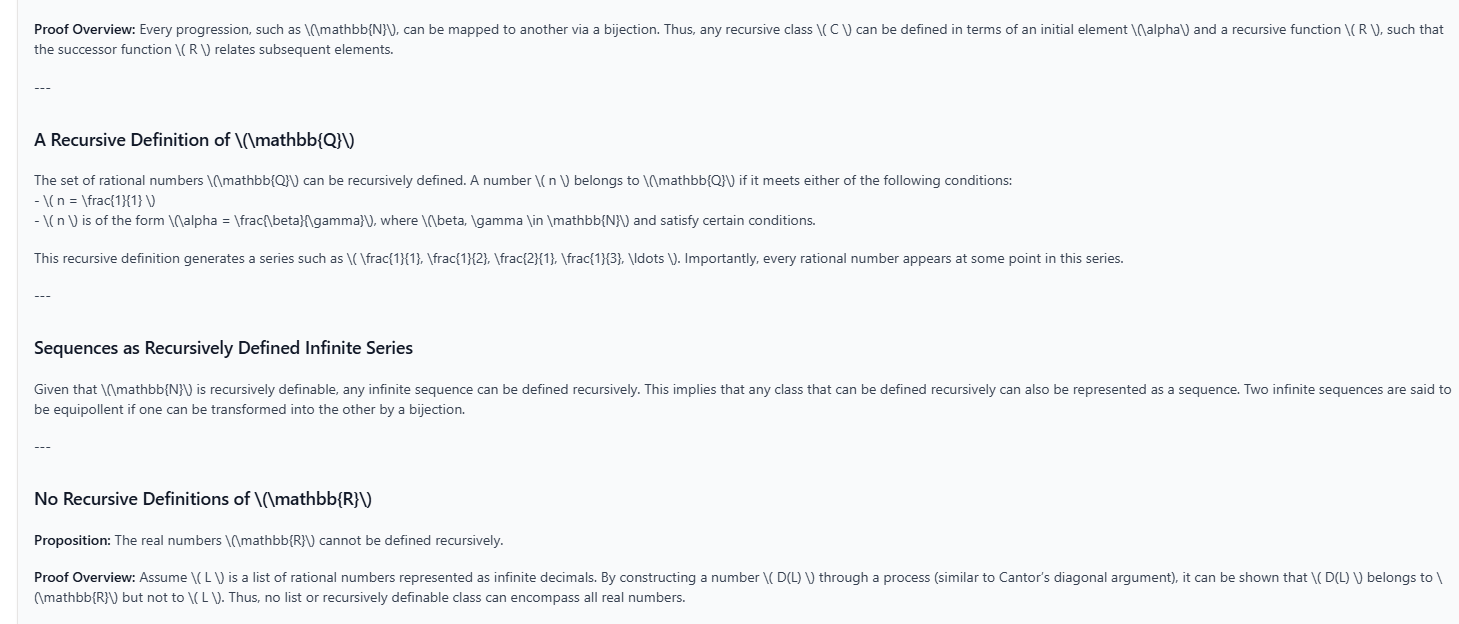 Proof Overview: Every progression, such as \(\mathbb{N}\), can be mapped to another via a bijection. Thus, any recursive class \( C \) can be defined in terms of an initial element \(\alpha\) and a recursive function \( R \), such that
the successor function \( R \) relates subsequent elements.
---
A Recursive Definition of \(\mathbb{Q}\)
The set of rational numbers \(\mathbb{Q}\) can be recursively defined. A number \( n \) belongs to \(\mathbb{Q}\) if it meets either of the following conditions:
- \( n = \frac{1}{1} \)
- \( n \) is of the form \(\alpha = \frac{\beta}{\gamma}\), where \(\beta, \gamma \in \mathbb{N}\) and satisfy certain conditions.
This recursive definition generates a series such as \( \frac{1}{1}, \frac{1}{2}, \frac{2}{1}, \frac{1}{3}, \ldots \). Importantly, every rational number appears at some point in this series.
---
Sequences as Recursively Defined Infinite Series
Given that \(\mathbb{N}\) is recursively definable, any infinite sequence can be defined recursively. This implies that any class that can be defined recursively can also be represented as a sequence. Two infinite sequences are said to
be equipollent if one can be transformed into the other by a bijection.
---
No Recursive Definitions of \(\mathbb{R}\)
Proposition: The real numbers \(\mathbb{R}\) cannot be defined recursively.
Proof Overview: Assume \( L \) is a list of rational numbers represented as infinite decimals. By constructing a number \( D(L) \) through a process (similar to Cantor's diagonal argument), it can be shown that \( D(L) \) belongs to \
(\mathbb{R}\) but not to \( L \). Thus, no list or recursively definable class can encompass all real numbers.